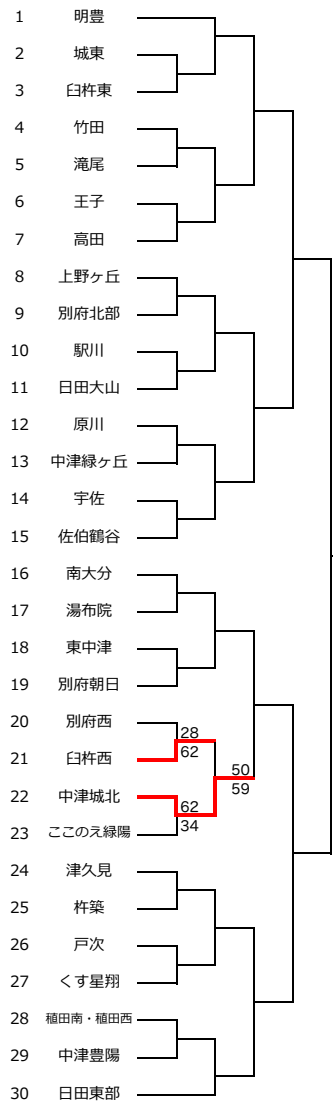 1 明豊
2 城東
3 臼杵東
4 竹田
5 滝尾
6 王子
7 高田
8 上野ヶ丘
9 別府北部
10 駅川
11 日田大山
12 原川
13 中津緑ヶ丘
14 宇佐
15 佐伯鶴谷
16 南大分
17 湯布院
18 東中津
19 別府朝日
20 別府西
28
21 臼杵西
62
50
22 中津城北
62
59
23 ここのえ緑陽
34
24 津久見
25 杵築
26 戸次
27 くす星翔
28 稙田南・稙田西
29 中津豊陽
30 日田東部